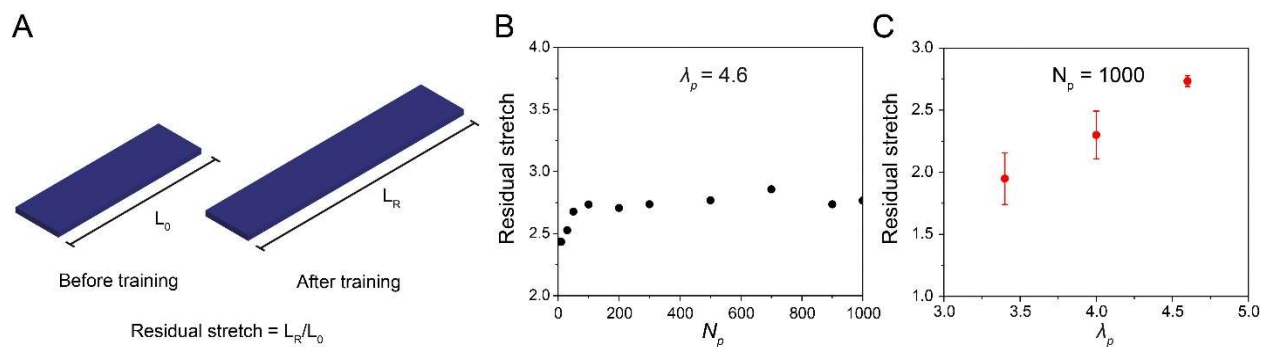 A
L0
LR
Before training
After training
Residual stretch = LR/L0
B
λp = 4.6
Residual stretch
4.0
3.5
3.0
2.5
2.0
0 200 400 600 800 1000
Np
C
Np = 1000
Residual stretch
3.0
2.5
2.0
1.5
1.0
3.0 3.5 4.0 4.5 5.0
λp